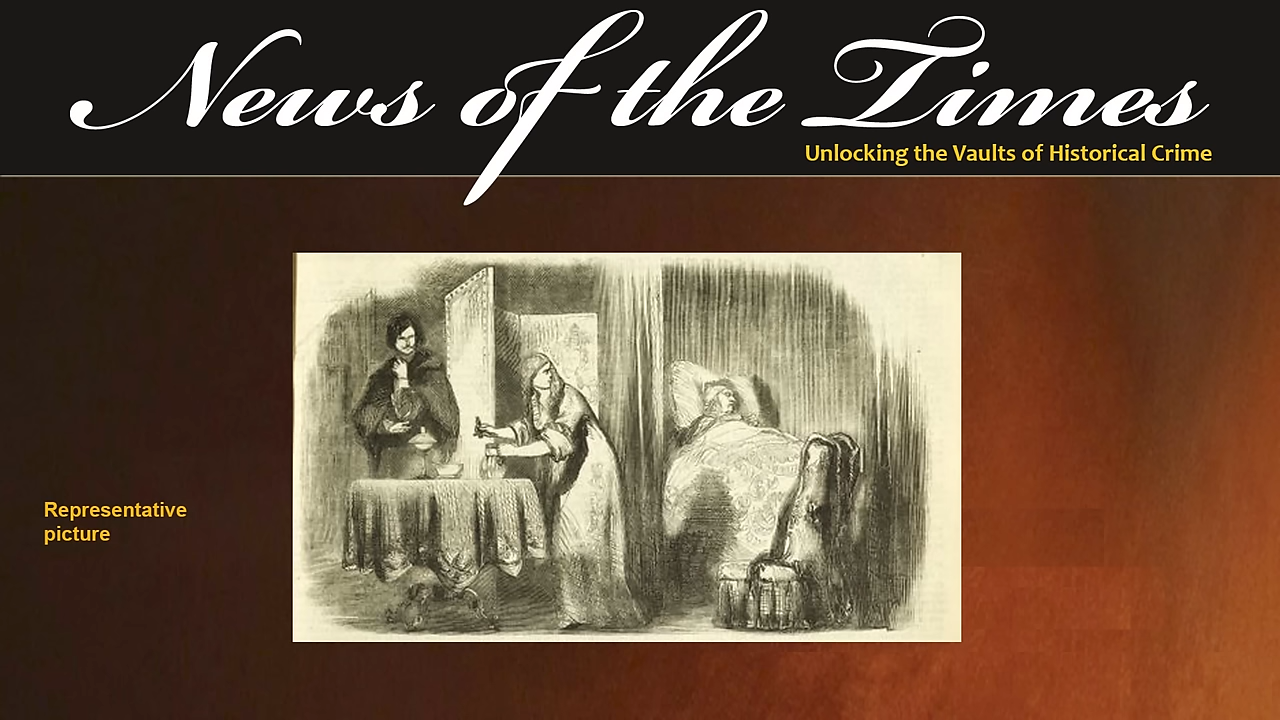 News of the Times
Unlocking the Vaults of Historical Crime
Representative
picture